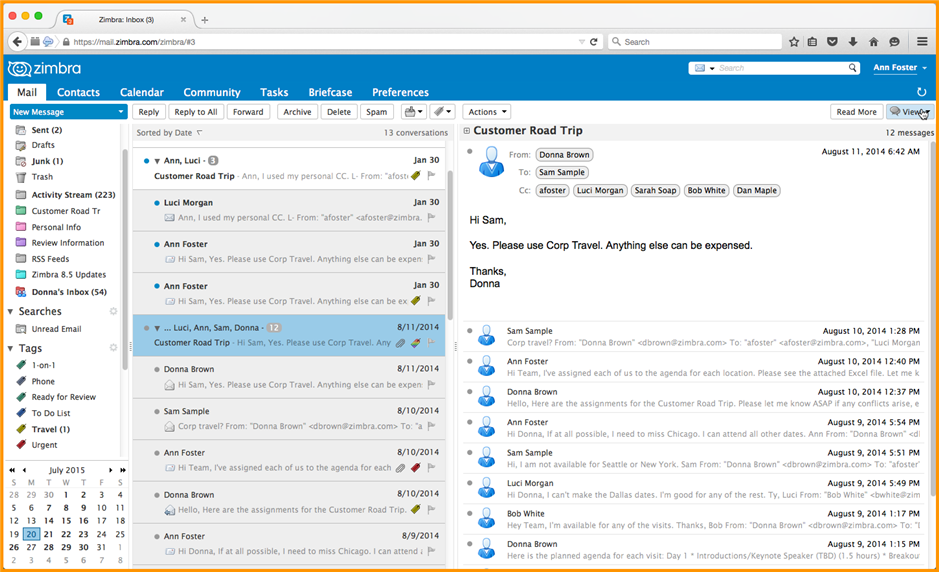 Zimbra: Inbox (3)
https://mail.zimbra.com/zimbra/#3
Search
zimbra
Search
Ann Foster
Mail Contacts Calendar Community Tasks Briefcase Preferences
New Message
Reply Reply to All Forward Archive Delete Spam Actions Read More View
Sent (2)
Drafts
Junk (1)
Trash
Activity Stream (223)
Customer Road Tr
Personal Info
Review Information
RSS Feeds
Zimbra 8.5 Updates
Donna's Inbox (54)
Searches
Unread Email
Tags
1-on-1
Phone
Ready for Review
To Do List
Travel (1)
Urgent
July 2015
S M T W T F S
28 29 30 1 2 3 4
5 6 7 8 9 10 11
12 13 14 15 16 17 18
19 20 21 22 23 24 25
26 27 28 29 30 31 1
2 3 4 5 6 7 8
Sorted by Date 13 conversations
Ann, Luci - 3 Jan 30
Customer Road Trip - Ann, I used my personal CC. L- From: "afoste
Luci Morgan Jan 30
Ann, I used my personal CC. L- From: "afoster" <afoster@zimbra.
Ann Foster Jan 30
Hi Sam, Yes. Please use Corp Travel. Anything else can be expen
Ann Foster Jan 30
Hi Sam, Yes. Please use Corp Travel. Anything else can be ex
... Luci, Ann, Sam, Donna - 12 8/11/2014
Customer Road Trip - Hi Sam, Yes. Please use Corp Travel. Any
Donna Brown 8/11/2014
Hi Sam, Yes. Please use Corp Travel. Anything else can be expen
Sam Sample 8/10/2014
Corp travel? From: "Donna Brown" <dbrown@zimbra.com> To: "a
Ann Foster 8/10/2014
Hi Team, I've assigned each of us to the agenda for each
Donna Brown 8/10/2014
Hello, Here are the assignments for the Customer Road Trip.
Ann Foster 8/9/2014
Hi Donna, If at all possible, I need to miss Chicago. I can attend
Customer Road Trip
12 messages
From: Donna Brown August 11, 2014 6:42 AM
To: Sam Sample
Cc: afoster Luci Morgan Sarah Soap Bob White Dan Maple
Hi Sam,
Yes. Please use Corp Travel. Anything else can be expensed.
Thanks,
Donna
Sam Sample August 10, 2014 1:28 PM
Corp travel? From: "Donna Brown" <dbrown@zimbra.com> To: "afoster" <afoster@zimbra.com>, "Luci Morgan
Ann Foster August 10, 2014 12:40 PM
Hi Team, I've assigned each of us to the agenda for each location. Please see the attached Excel file. Let me k
Donna Brown August 10, 2014 12:37 PM
Hello, Here are the assignments for the Customer Road Trip. Please let me know ASAP if any conflicts arise, e
Ann Foster August 9, 2014 5:54 PM
Hi Donna, If at all possible, I need to miss Chicago. I can attend all other dates. Ann From: "Donna Brown" <d
Sam Sample August 9, 2014 5:50 PM
Hi, I am not available for Seattle or New York. Sam From: "Donna Brown" <dbrown@zimbra.com> To: "afoster"
Luci Morgan August 9, 2014 5:49 PM
Hi Donna, I can't make the Dallas dates. I'm good for any of the rest. Ty, Luci From: "Bob White" <bwhite@zim
Bob White August 9, 2014 1:17 PM
Hey Team, I'm available for any of the visits. Thanks, Bob From: "Donna Brown" <dbrown@zimbra.com> To: "
Donna Brown August 9, 2014 1:15 PM
Here is the planned agenda for each visit: Day 1 * Introductions/Keynote Speaker (TBD) (1.5 hours) * Breakou